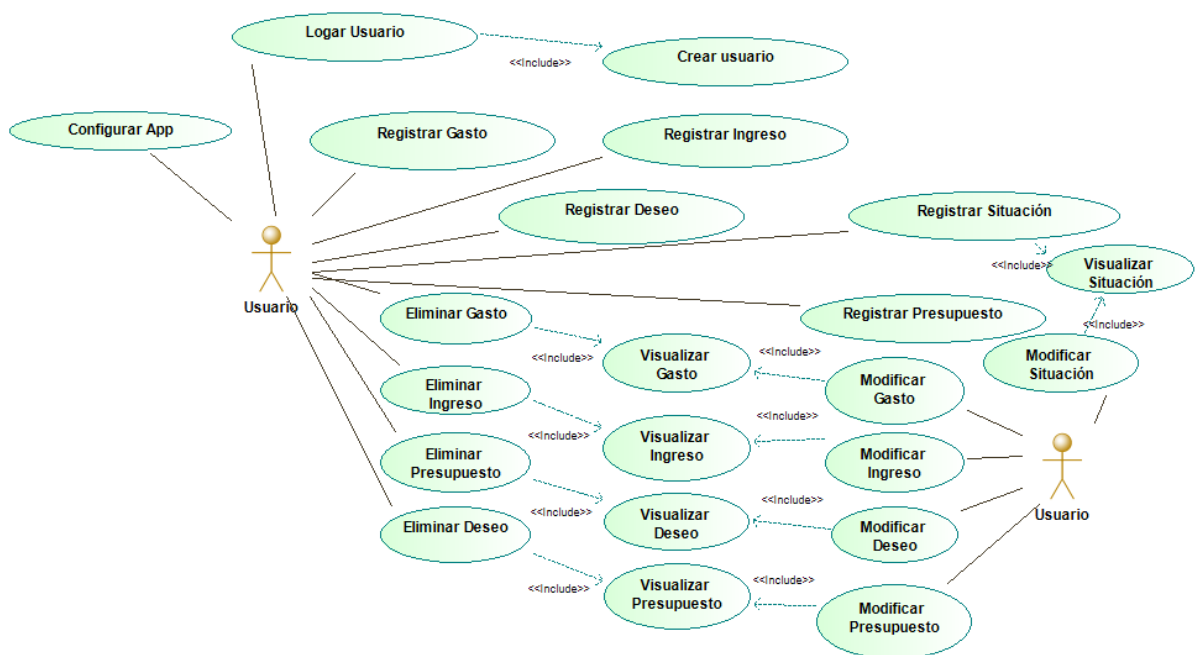 Logar Usuario
<<Include>>
Crear usuario
Configurar App
Registrar Gasto
Registrar Ingreso
Registrar Deseo
Registrar Situación
<<Include>>
Visualizar
Situación
Usuario
Eliminar Gasto
Registrar Presupuesto
<<Include>>
<<Include>>
Visualizar
Gasto
<<Include>>
Modificar
Situación
Eliminar
Ingreso
Modificar
Gasto
<<Include>>
Visualizar
Ingreso
<<Include>>
Eliminar
Presupuesto
Modificar
Ingreso
<<Include>>
Visualizar
Deseo
<<Include>>
Usuario
Eliminar Deseo
Modificar
Deseo
<<Include>>
Visualizar
Presupuesto
<<Include>>
Modificar
Presupuesto